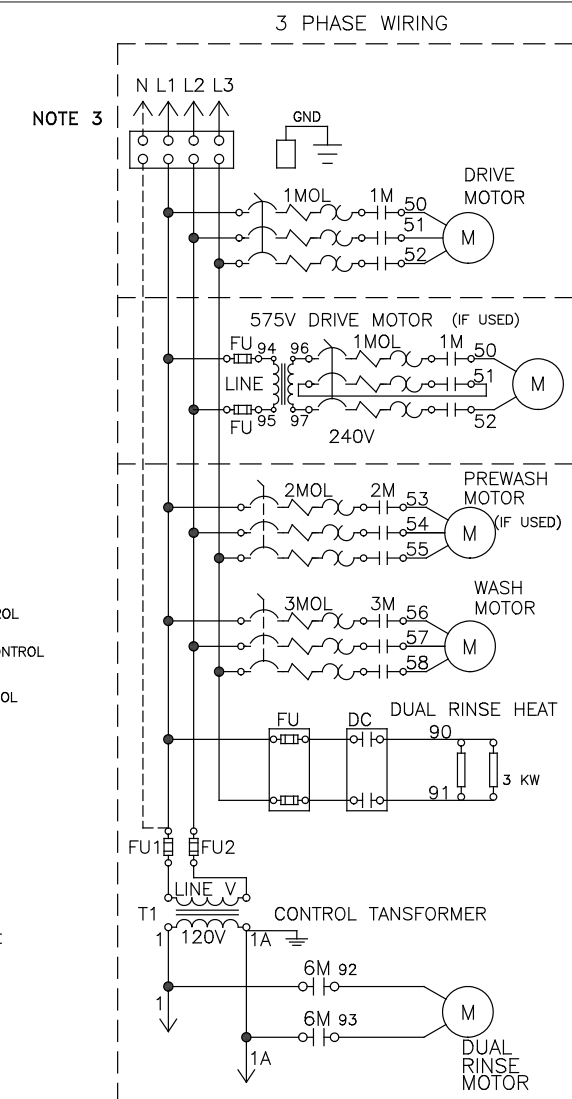 3 PHASE WIRING
N L1 L2 L3
NOTE 3
GND
DRIVE
MOTOR
1MOL 1M 50
51
52
M
575V DRIVE MOTOR (IF USED)
FU 94 96 1MOL 1M 50
LINE 51
M
FU 95 97 52
240V
PREWASH
MOTOR
(IF USED)
2MOL 2M 53
54
55
M
WASH
MOTOR
3MOL 3M 56
57
58
M
ROL
ONTROL
OL
DUAL RINSE HEAT
FU DC 90
91 3 KW
FU1 FU2
LINE V
T1 CONTROL TANSFORMER
1 120V 1A
E
6M 92
1
M
6M 93
1A
DUAL
RINSE
MOTOR